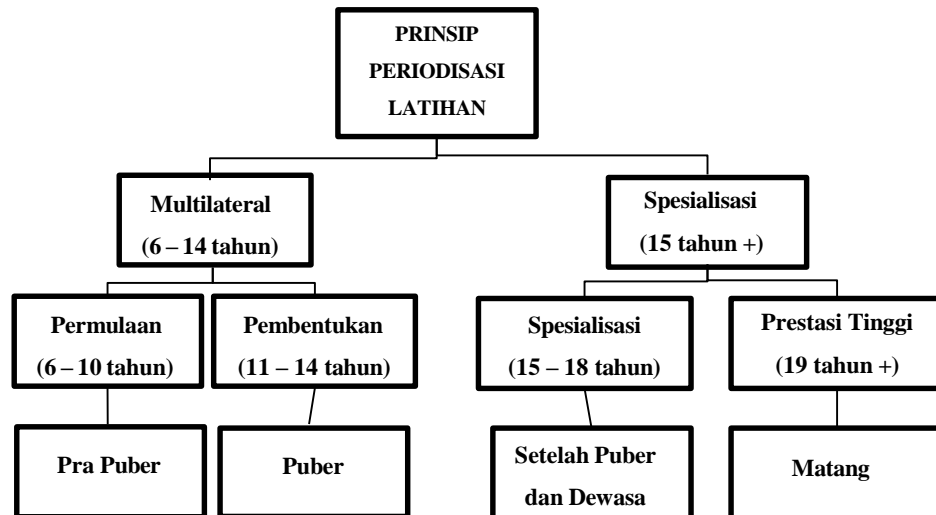 PRINSIP
PERIODISASI
LATIHAN
Multilateral
(6 – 14 tahun)
Spesialisasi
(15 tahun +)
Permulaan
(6 – 10 tahun)
Pembentukan
(11 – 14 tahun)
Spesialisasi
(15 – 18 tahun)
Prestasi Tinggi
(19 tahun +)
Pra Puber
Puber
Setelah Puber
dan Dewasa
Matang